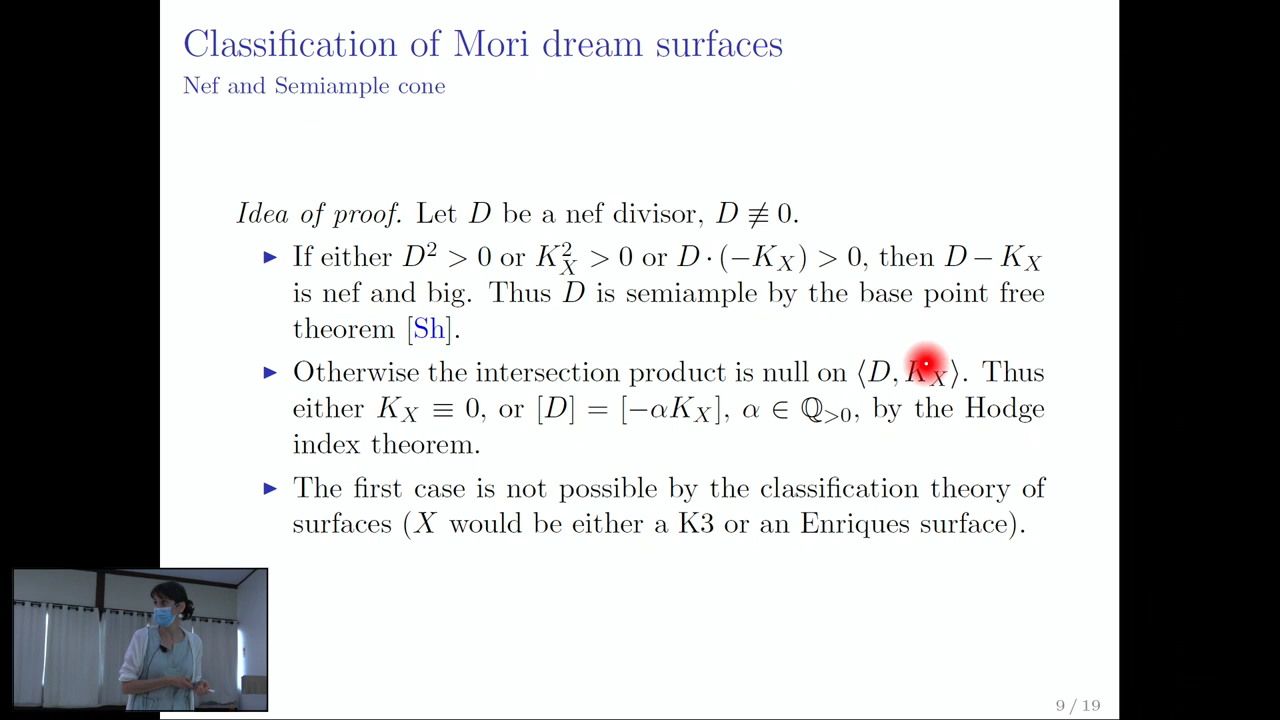 Classification of Mori dream surfaces
Nef and Semiample cone
Idea of proof. Let D be a nef divisor, D ≢ 0.
▶ If either D² > 0 or K_X² > 0 or D · (−K_X) > 0, then D − K_X
is nef and big. Thus D is semiample by the base point free
theorem [Sh].
▶ Otherwise the intersection product is null on ⟨D, K_X⟩. Thus
either K_X ≡ 0, or [D] = [−αK_X], α ∈ ℚ_{>0}, by the Hodge
index theorem.
▶ The first case is not possible by the classification theory of
surfaces (X would be either a K3 or an Enriques surface).
9 / 19